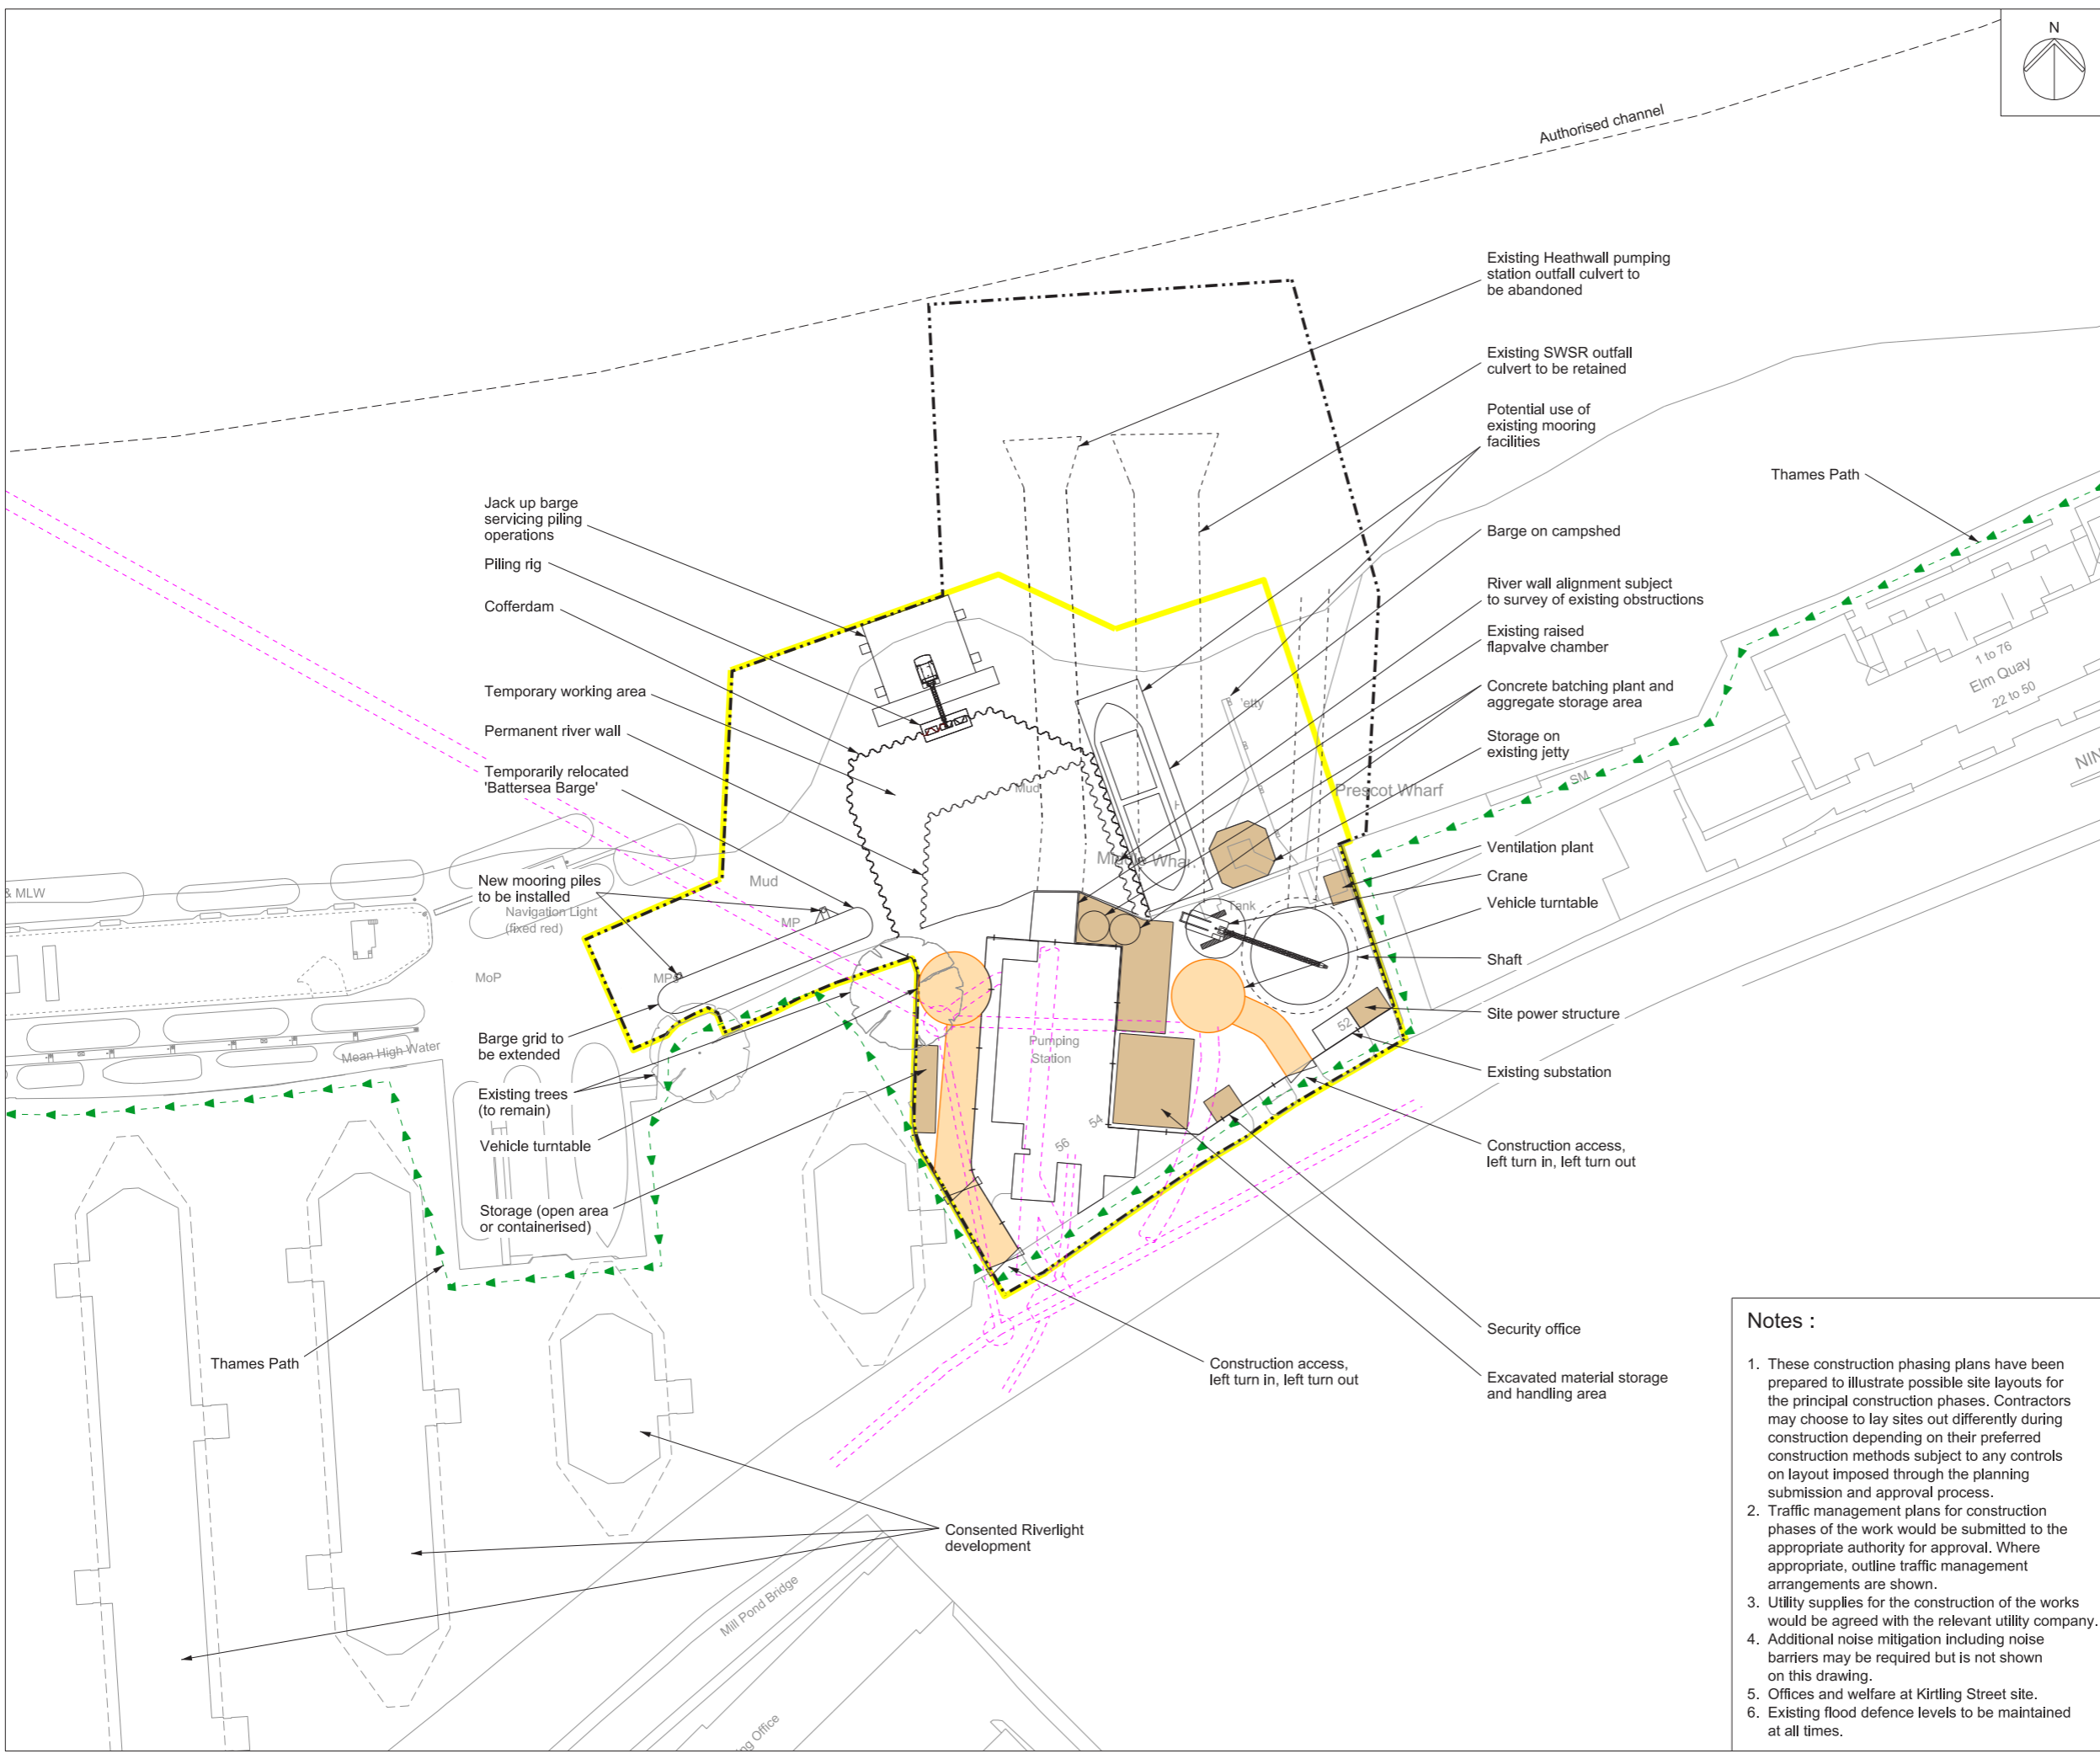 N
Authorised channel
Existing Heathwall pumping
station outfall culvert to
be abandoned
Existing SWSR outfall
culvert to be retained
Potential use of
existing mooring
facilities
Thames Path
Barge on campshed
River wall alignment subject
to survey of existing obstructions
Existing raised
flapvalve chamber
Concrete batching plant and
aggregate storage area
Storage on
existing jetty
Ventilation plant
Crane
Vehicle turntable
Shaft
Site power structure
Existing substation
Construction access,
left turn in, left turn out
Security office
Excavated material storage
and handling area
Construction access,
left turn in, left turn out
Jack up barge
servicing piling
operations
Piling rig
Cofferdam
Temporary working area
Permanent river wall
Temporarily relocated
'Battersea Barge'
New mooring piles
to be installed
Navigation Light
(fixed red)
Barge grid to
be extended
Existing trees
(to remain)
Vehicle turntable
Storage (open area
or containerised)
Thames Path
Consented Riverlight
development
& MLW
MoP
Mean High Water
Mud
MP
MPs
Mud
'etty
Prescot Wharf
Middle Whar
Tank
Pumping
Station
52
54
56
SM
1 to 76
Elm Quay
22 to 50
NIN
Mill Pond Bridge
ng Office
Notes :
1. These construction phasing plans have been
prepared to illustrate possible site layouts for
the principal construction phases. Contractors
may choose to lay sites out differently during
construction depending on their preferred
construction methods subject to any controls
on layout imposed through the planning
submission and approval process.
2. Traffic management plans for construction
phases of the work would be submitted to the
appropriate authority for approval. Where
appropriate, outline traffic management
arrangements are shown.
3. Utility supplies for the construction of the works
would be agreed with the relevant utility company.
4. Additional noise mitigation including noise
barriers may be required but is not shown
on this drawing.
5. Offices and welfare at Kirtling Street site.
6. Existing flood defence levels to be maintained
at all times.